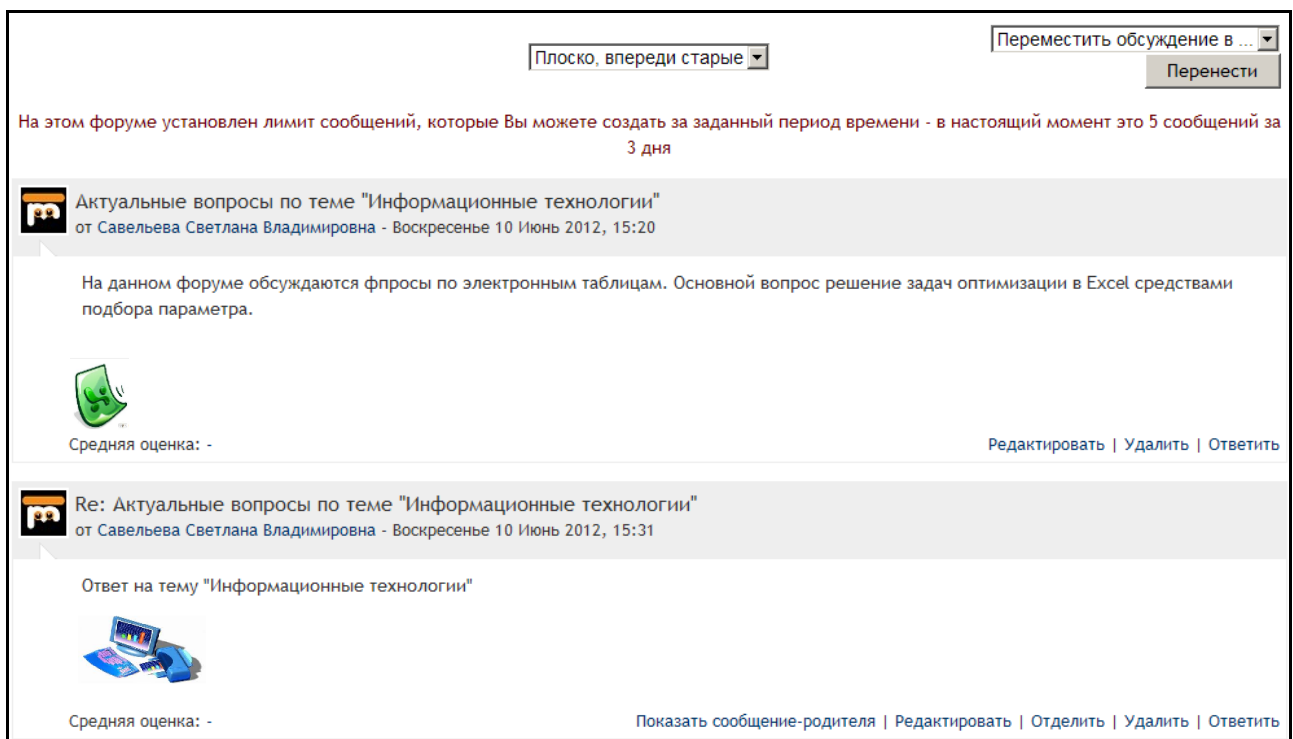 Плоско, впереди старые
Переместить обсуждение в ...
Перенести
На этом форуме установлен лимит сообщений, которые Вы можете создать за заданный период времени - в настоящий момент это 5 сообщений за
3 дня
Актуальные вопросы по теме "Информационные технологии"
от Савельева Светлана Владимировна - Воскресенье 10 Июнь 2012, 15:20
На данном форуме обсуждаются фпросы по электронным таблицам. Основной вопрос решение задач оптимизации в Excel средствами
подбора параметра.
Средняя оценка: -
Редактировать | Удалить | Ответить
Re: Актуальные вопросы по теме "Информационные технологии"
от Савельева Светлана Владимировна - Воскресенье 10 Июнь 2012, 15:31
Ответ на тему "Информационные технологии"
Средняя оценка: -
Показать сообщение-родителя | Редактировать | Отделить | Удалить | Ответить